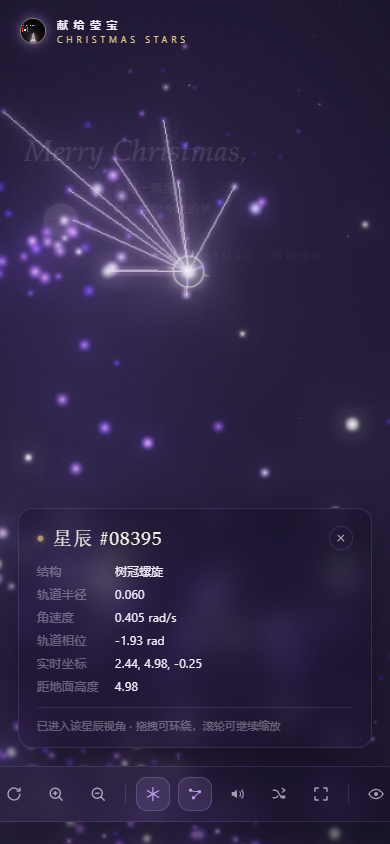 献给莹宝
CHRISTMAS STARS
Merry Christmas,
星辰 #08395
结构 树冠螺旋
轨道半径 0.060
角速度 0.405 rad/s
轨道相位 -1.93 rad
实时坐标 2.44, 4.98, -0.25
距地面高度 4.98
已进入该星辰视角 · 拖拽可环绕，滚轮可继续缩放